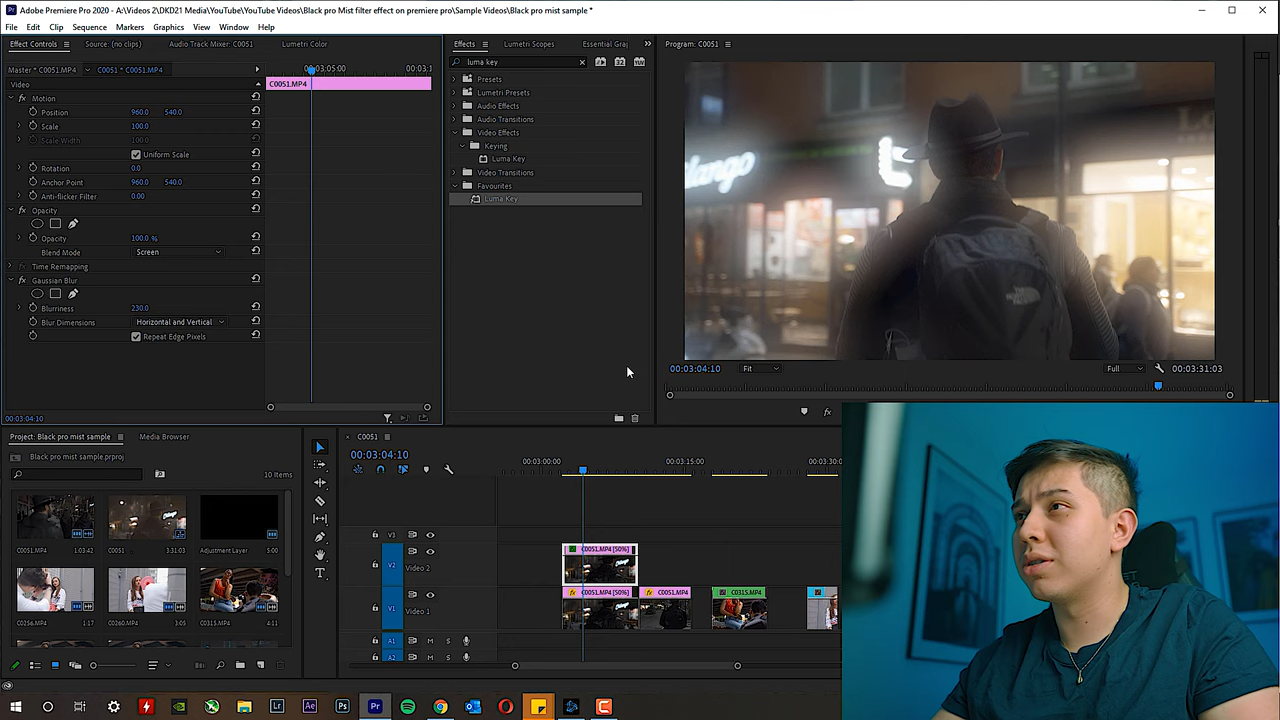 Adobe Premiere Pro 2020 - A:\Videos 2\DKD21 Media\YouTube\YouTube Videos\Black pro Mist filter effect on premiere pro\Sample Videos\Black pro mist sample *
File Edit Clip Sequence Markers Graphics View Window Help
Effect Controls
Source: (no clips)
Audio Track Mixer: C0051
Lumetri Color
Master * C0051.MP4
C0051 * C0051.MP4
00:03:05:00
00:03:1
Video
C0051.MP4
fx Motion
Position 960.0 540.0
Scale 100.0
Scale Width 100.0
Uniform Scale
Rotation 0.0
Anchor Point 960.0 540.0
Anti-flicker Filter 0.00
fx Opacity
Opacity 100.0 %
Blend Mode Screen
fx Time Remapping
fx Gaussian Blur
Blurriness 230.0
Blur Dimensions Horizontal and Vertical
Repeat Edge Pixels
00:03:04:10
Effects
Lumetri Scopes
Essential Graj
luma key
Presets
Lumetri Presets
Audio Effects
Audio Transitions
Video Effects
Keying
Luma Key
Video Transitions
Favourites
Luma Key
Program: C0051
THE NORTH FACE
00:03:04:10
Fit
Full
00:03:31:03
Project: Black pro mist sample
Media Browser
Black pro mist sample.prproj
10 Items
C0051.MP4 1:03:42
C0051 3:31:03
Adjustment Layer 5:00
C0256.MP4 1:17
C0260.MP4 3:05
C0315.MP4 4:11
C0051
00:03:04:10
00:03:00:00
00:03:15:00
00:03:30:0
V3
V2 Video 2
C0051.MP4 [50%]
V1 Video 1
C0051.MP4 [50%]
C0051.MP4
C0315.MP4
A1 M S
A2 M S
Lr
Ae
Ps
Pr